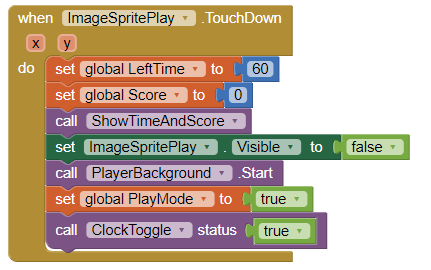 when ImageSpritePlay .TouchDown
x y
do set global LeftTime to 60
set global Score to 0
call ShowTimeAndScore
set ImageSpritePlay . Visible to false
call PlayerBackground .Start
set global PlayMode to true
call ClockToggle status true